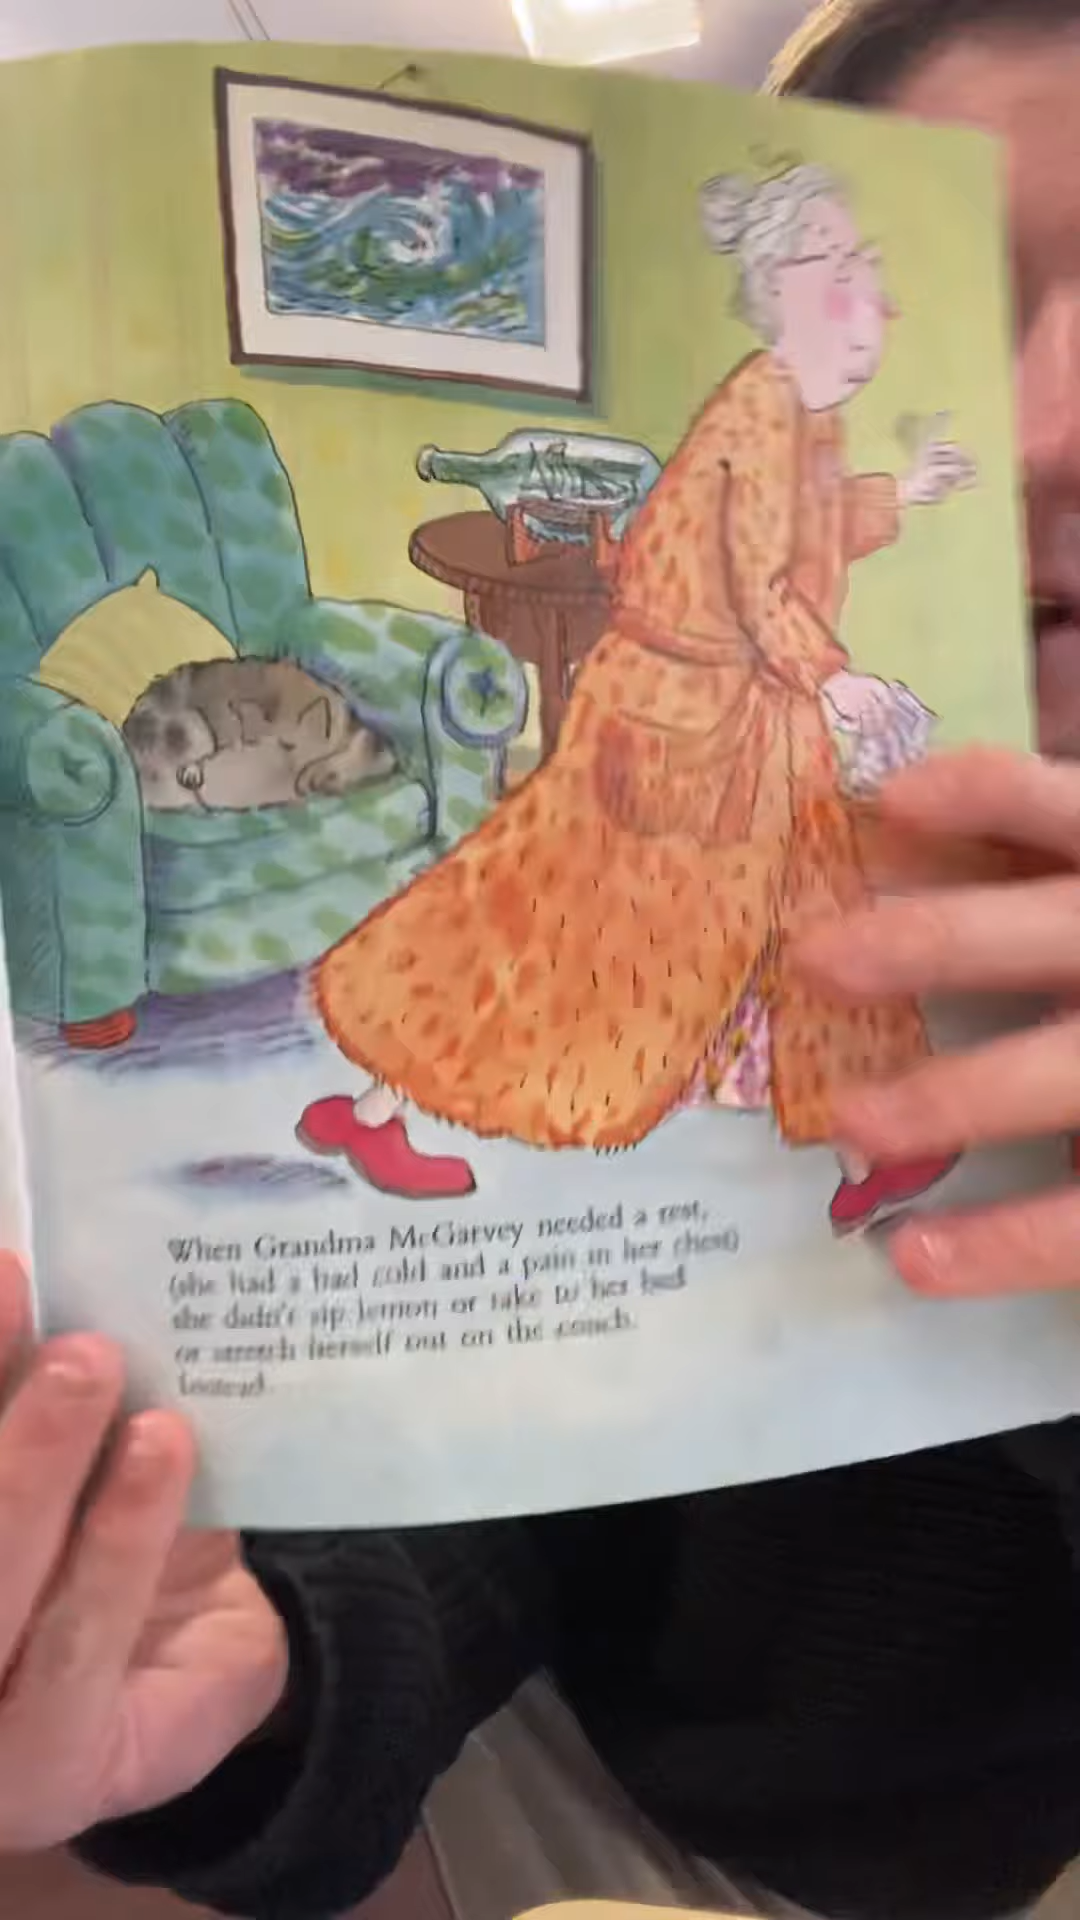 When Grandma McGarvey needed a rest,
(she had a bad cold and a pain in her chest)
she didn't sip lemon or take to her bed
or stretch herself out on the couch.
Instead